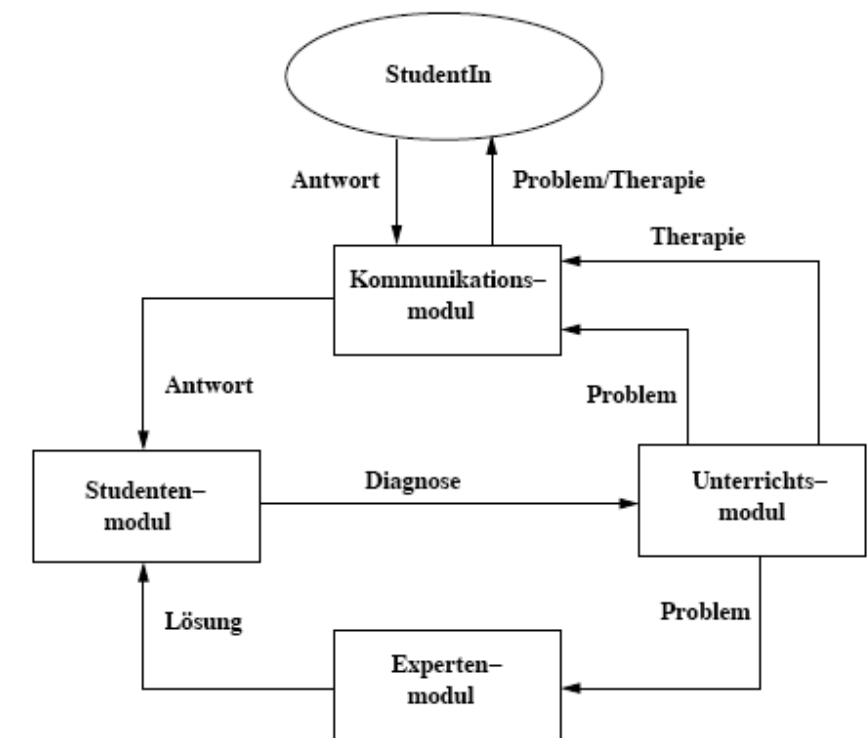 StudentIn
Antwort
Problem/Therapie
Therapie
Kommunikations–
modul
Antwort
Problem
Studenten–
modul
Diagnose
Unterrichts–
modul
Lösung
Problem
Experten–
modul